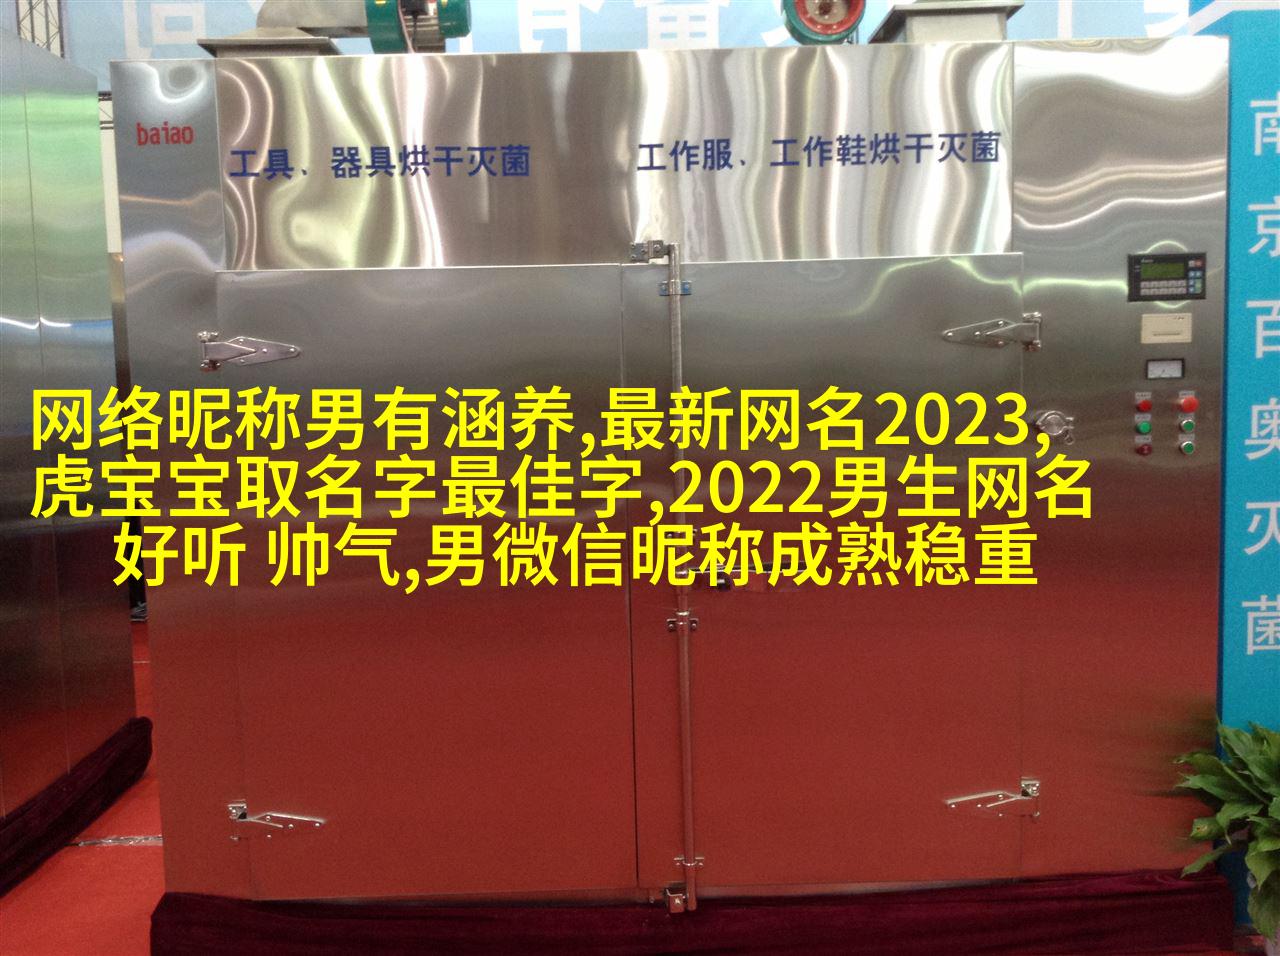 baiao
工具、器具烘干灭菌
工作服、工作鞋烘干灭菌
网络昵称男有涵养,最新网名2023,
虎宝宝取名字最佳字,2022男生网名
好听 帅气,男微信昵称成熟稳重
南京百奥灭菌